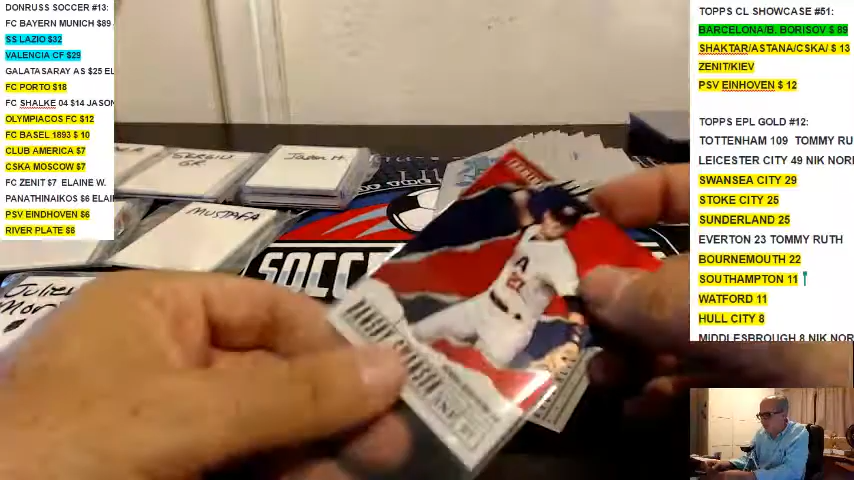 DONRUSS SOCCER #13:
FC BAYERN MUNICH $89
SS LAZIO $32
VALENCIA CF $29
GALATASARAY AS $25 EL
FC PORTO $18
FC SHALKE 04 $14 JASON
OLYMPIACOS FC $12
FC BASEL 1893 $ 10
CLUB AMERICA $7
CSKA MOSCOW $7
FC ZENIT $7 ELAINE W.
PANATHINAIKOS $6 ELAI
PSV EINDHOVEN $6
RIVER PLATE $6
SERGIU
GR
Jason H.
MUSTAFA
SOCC
A
TOPPS CL SHOWCASE #51:
BARCELONA/B. BORISOV $ 89
SHAKTAR/ASTANA/CSKA/ $ 13
ZENIT/KIEV
PSV EINHOVEN $ 12
TOPPS EPL GOLD #12:
TOTTENHAM 109 TOMMY RU
LEICESTER CITY 49 NIK NORI
SWANSEA CITY 29
STOKE CITY 25
SUNDERLAND 25
EVERTON 23 TOMMY RUTH
BOURNEMOUTH 22
SOUTHAMPTON 11
WATFORD 11
HULL CITY 8
MIDDLESBROUGH 8 NIK NOR